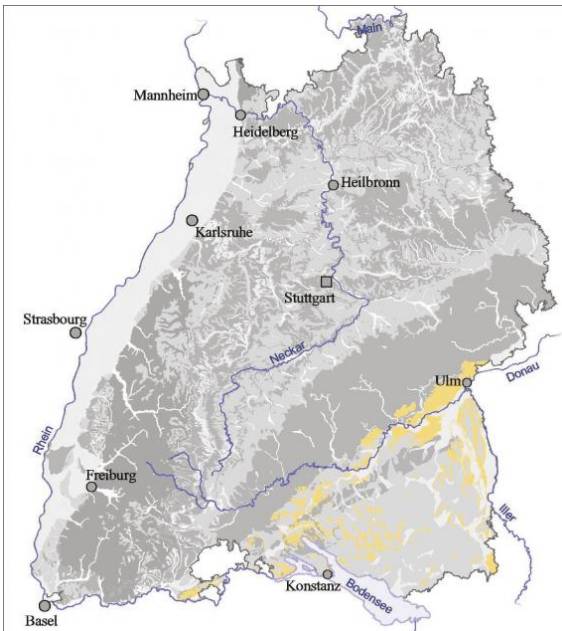 Main
Mannheim
Heidelberg
Heilbronn
Karlsruhe
Stuttgart
Strasbourg
Neckar
Ulm
Donau
Rhein
Freiburg
Iller
Konstanz
Bodensee
Basel